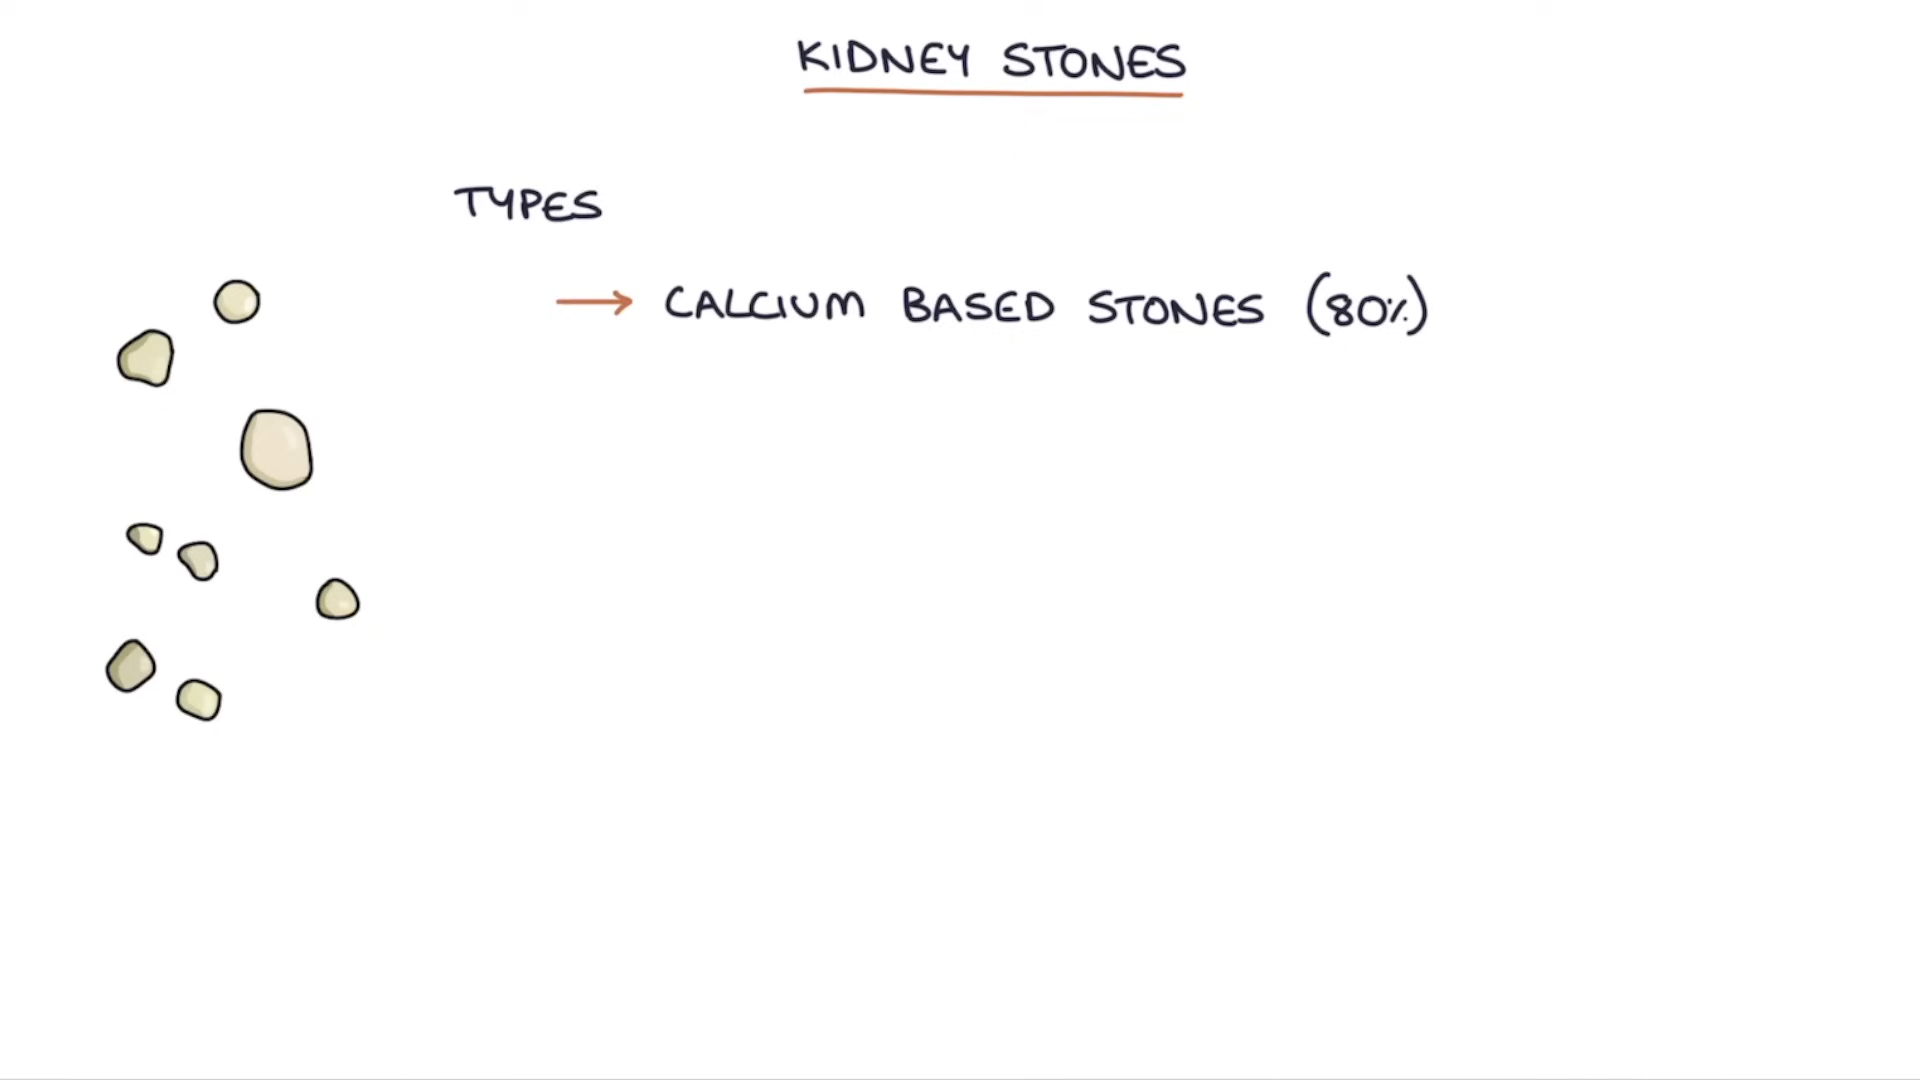 KIDNEY STONES
TYPES
→ CALCIUM BASED STONES (80%)